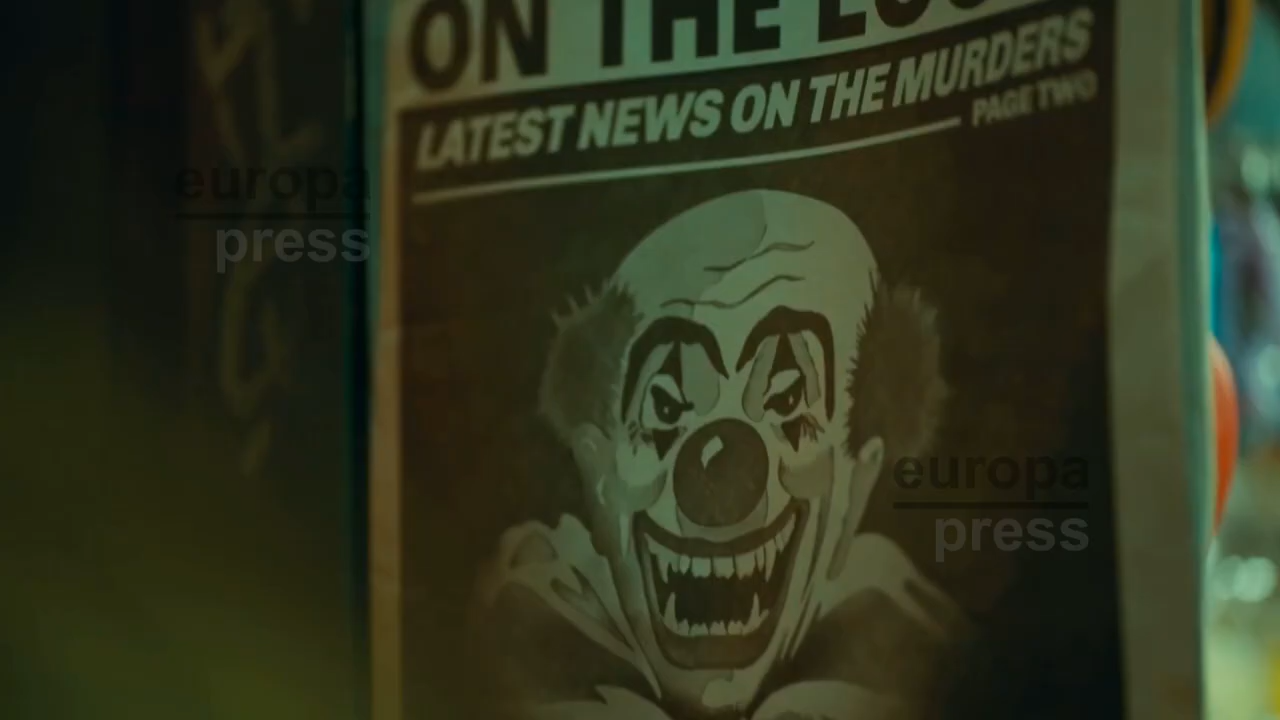 ON THE
LATEST NEWS ON THE MURDERS
PAGE TWO
europa
press
europa
press